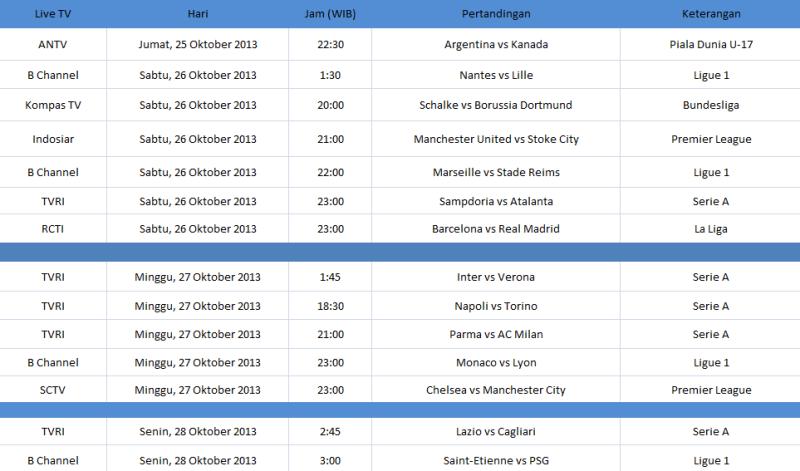 Live TV Hari Jam (WIB) Pertandingan Keterangan
ANTV Jumat, 25 Oktober 2013 22:30 Argentina vs Kanada Piala Dunia U-17
B Channel Sabtu, 26 Oktober 2013 1:30 Nantes vs Lille Ligue 1
Kompas TV Sabtu, 26 Oktober 2013 20:00 Schalke vs Borussia Dortmund Bundesliga
Indosiar Sabtu, 26 Oktober 2013 21:00 Manchester United vs Stoke City Premier League
B Channel Sabtu, 26 Oktober 2013 22:00 Marseille vs Stade Reims Ligue 1
TVRI Sabtu, 26 Oktober 2013 23:00 Sampdoria vs Atalanta Serie A
RCTI Sabtu, 26 Oktober 2013 23:00 Barcelona vs Real Madrid La Liga
TVRI Minggu, 27 Oktober 2013 1:45 Inter vs Verona Serie A
TVRI Minggu, 27 Oktober 2013 18:30 Napoli vs Torino Serie A
TVRI Minggu, 27 Oktober 2013 21:00 Parma vs AC Milan Serie A
B Channel Minggu, 27 Oktober 2013 23:00 Monaco vs Lyon Ligue 1
SCTV Minggu, 27 Oktober 2013 23:00 Chelsea vs Manchester City Premier League
TVRI Senin, 28 Oktober 2013 2:45 Lazio vs Cagliari Serie A
B Channel Senin, 28 Oktober 2013 3:00 Saint-Etienne vs PSG Ligue 1